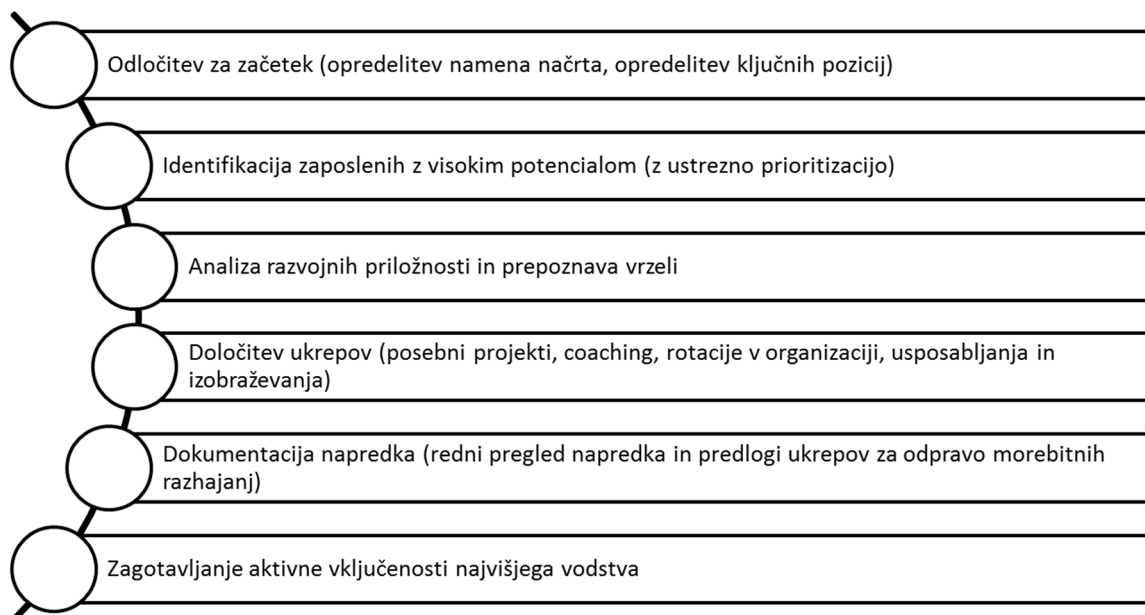 Odločitev za začetek (opredelitev namena načrta, opredelitev ključnih pozicij)
Identifikacija zaposlenih z visokim potencialom (z ustrezno prioritizacijo)
Analiza razvojnih priložnosti in prepoznava vrzeli
Določitev ukrepov (posebni projekti, coaching, rotacije v organizaciji, usposabljanja in
izobraževanja)
Dokumentacija napredka (redni pregled napredka in predlogi ukrepov za odpravo morebitnih
razhajanj)
Zagotavljanje aktivne vključenosti najvišjega vodstva